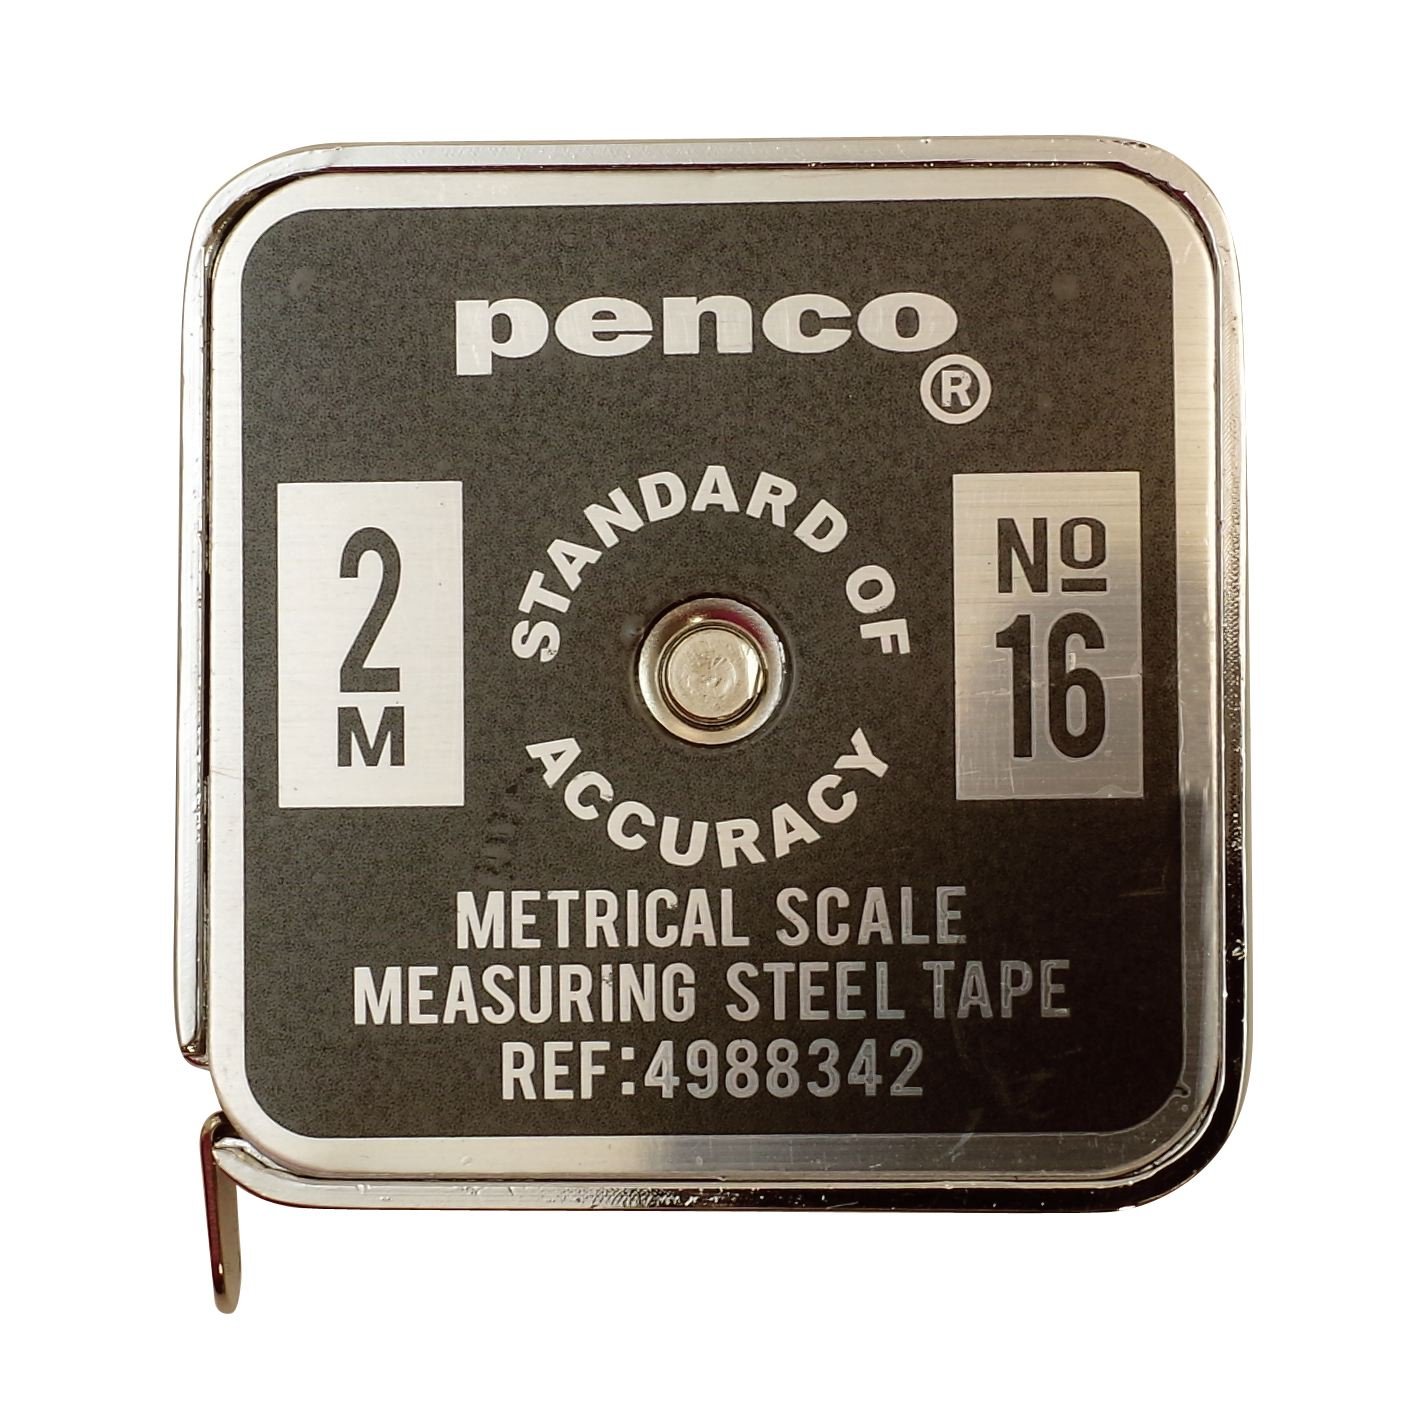 penco
®
2
M
STANDARD OF
ACCURACY
Nº
16
METRICAL SCALE
MEASURING STEEL TAPE
REF:4988342